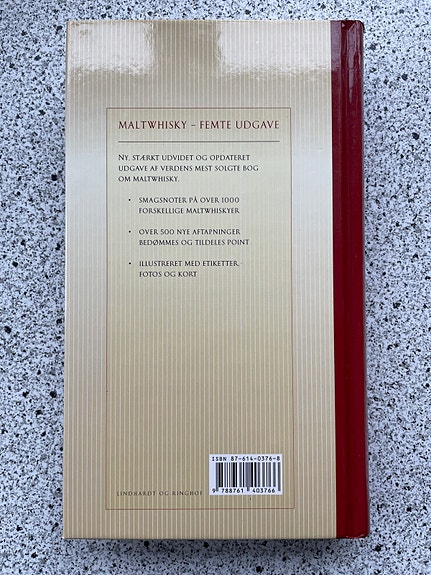 MALTWHISKY – FEMTE UDGAVE
NY, STÆRKT UDVIDET OG OPDATERET
UDGAVE AF VERDENS MEST SOLGTE BOG
OM MALTWHISKY.
• SMAGSNOTER PÅ OVER 1000
FORSKELLIGE MALTWHISKYER
• OVER 500 NYE AFTAPNINGER
BEDØMMES OG TILDELES POINT
• ILLUSTRERET MED ETIKETTER,
FOTOS OG KORT
ISBN 87-614-0376-8
9 788761 403766
LINDHARDT OG RINGHOF